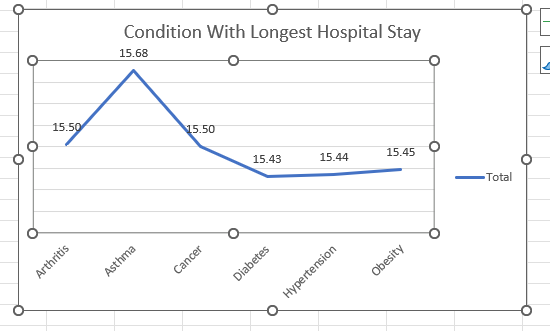 Condition With Longest Hospital Stay
15.68
15.50
15.50
15.43
15.44
15.45
Total
Arthritis
Asthma
Cancer
Diabetes
Hypertension
Obesity